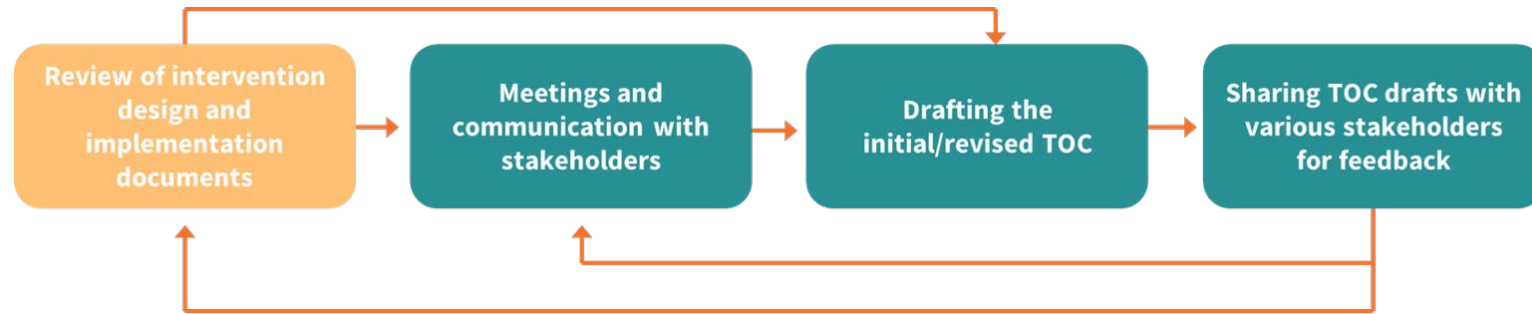 Review of intervention
design and
implementation
documents
Meetings and
communication with
stakeholders
Drafting the
initial/revised TOC
Sharing TOC drafts with
various stakeholders
for feedback